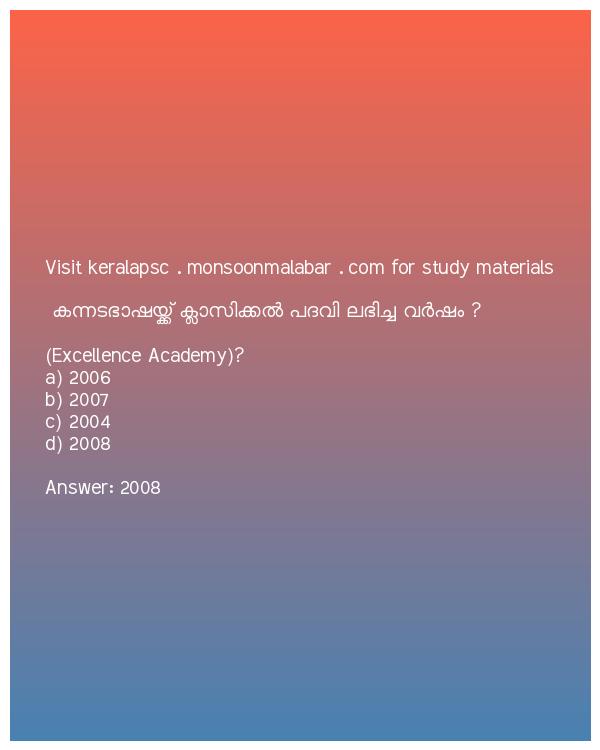 Visit keralapsc . monsoonmalabar . com for study materials
കന്നടഭാഷയ്ക്ക് ക്ലാസിക്കൽ പദവി ലഭിച്ച വർഷം ?
(Excellence Academy)?
a) 2006
b) 2007
c) 2004
d) 2008
Answer: 2008